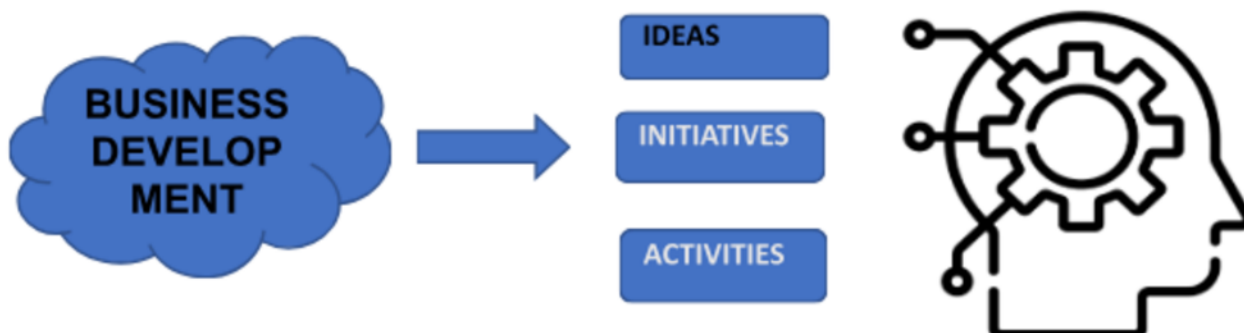 BUSINESS
DEVELOP
MENT
IDEAS
INITIATIVES
ACTIVITIES